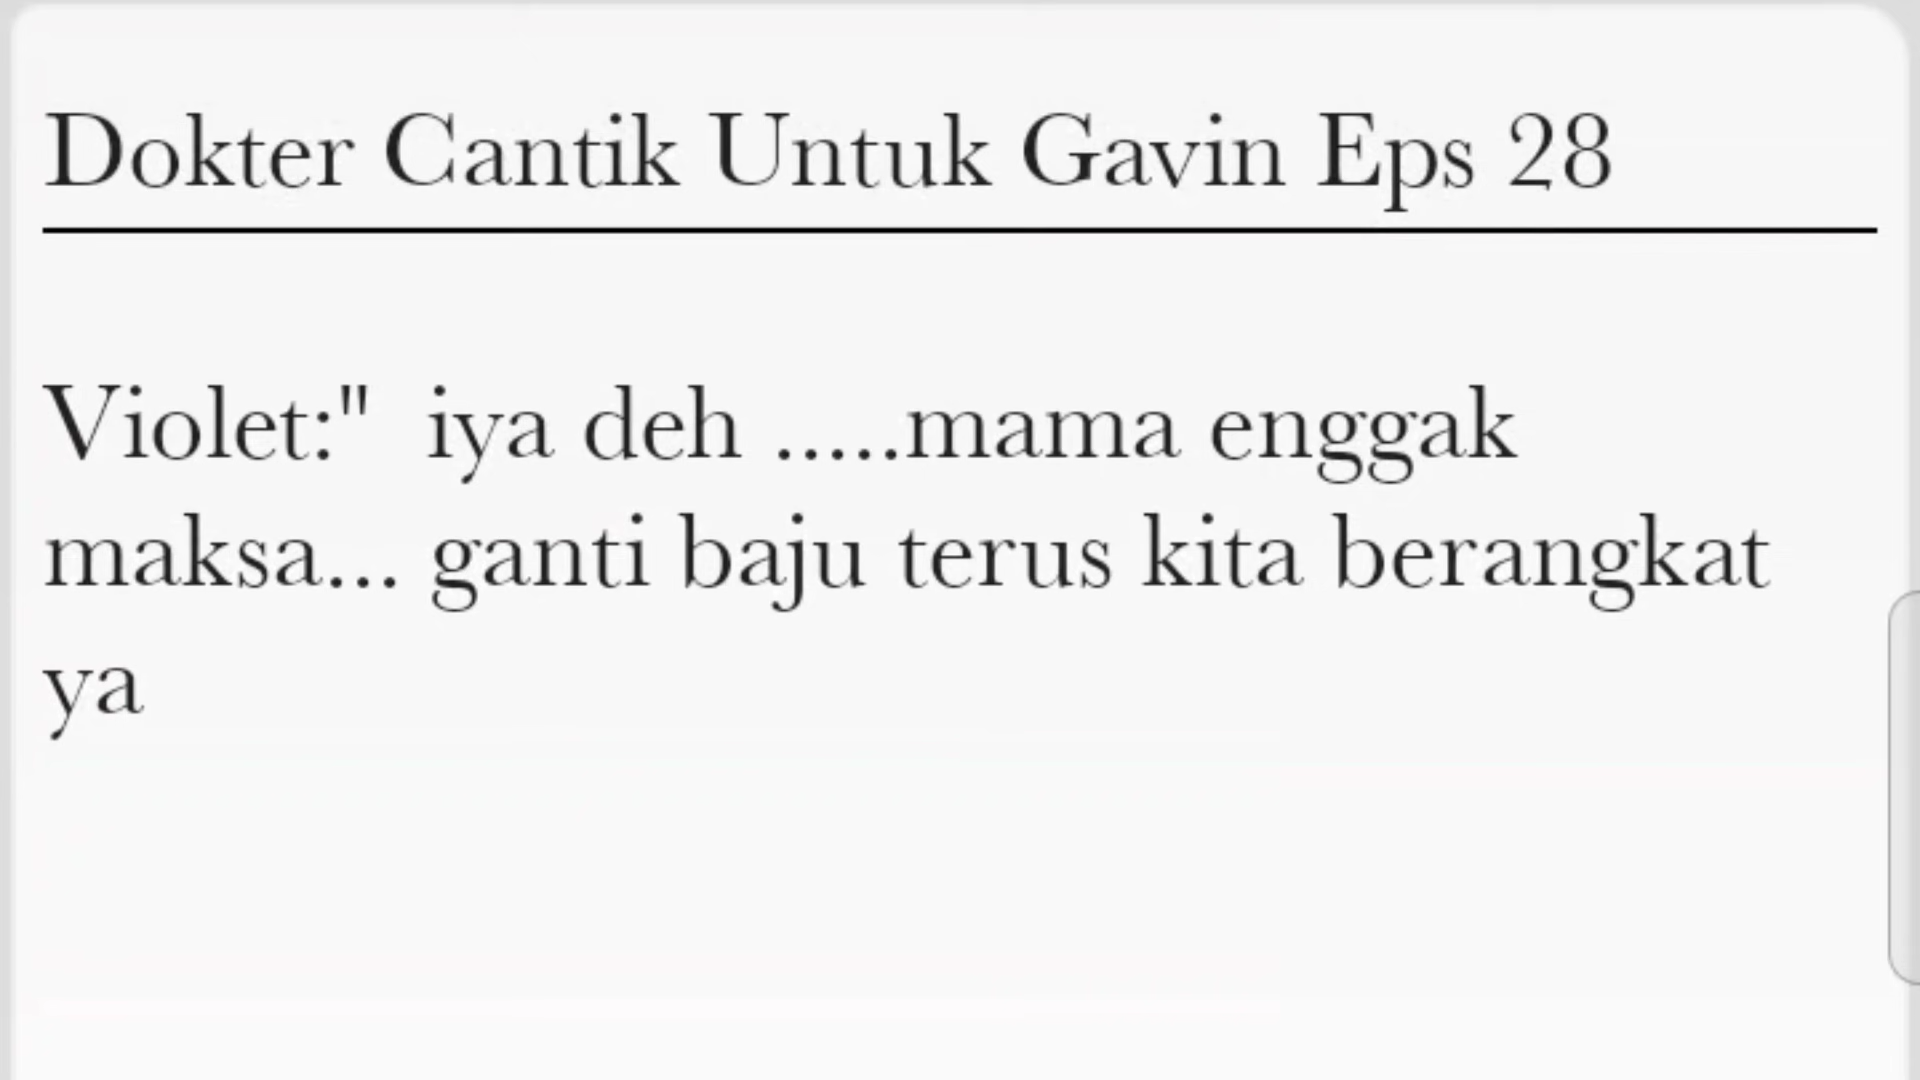 Dokter Cantik Untuk Gavin Eps 28
Violet:"  iya deh .....mama enggak
maksa... ganti baju terus kita berangkat
ya